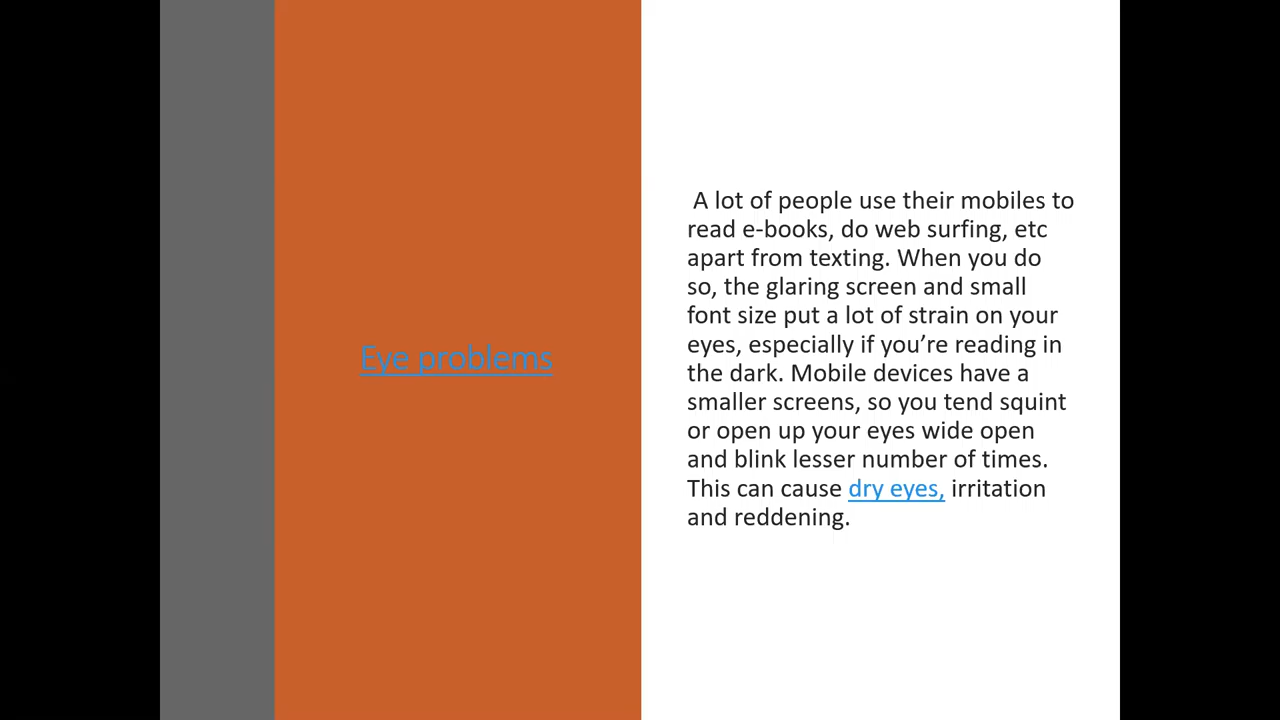 Eye problems
A lot of people use their mobiles to
read e-books, do web surfing, etc
apart from texting. When you do
so, the glaring screen and small
font size put a lot of strain on your
eyes, especially if you’re reading in
the dark. Mobile devices have a
smaller screens, so you tend squint
or open up your eyes wide open
and blink lesser number of times.
This can cause dry eyes, irritation
and reddening.